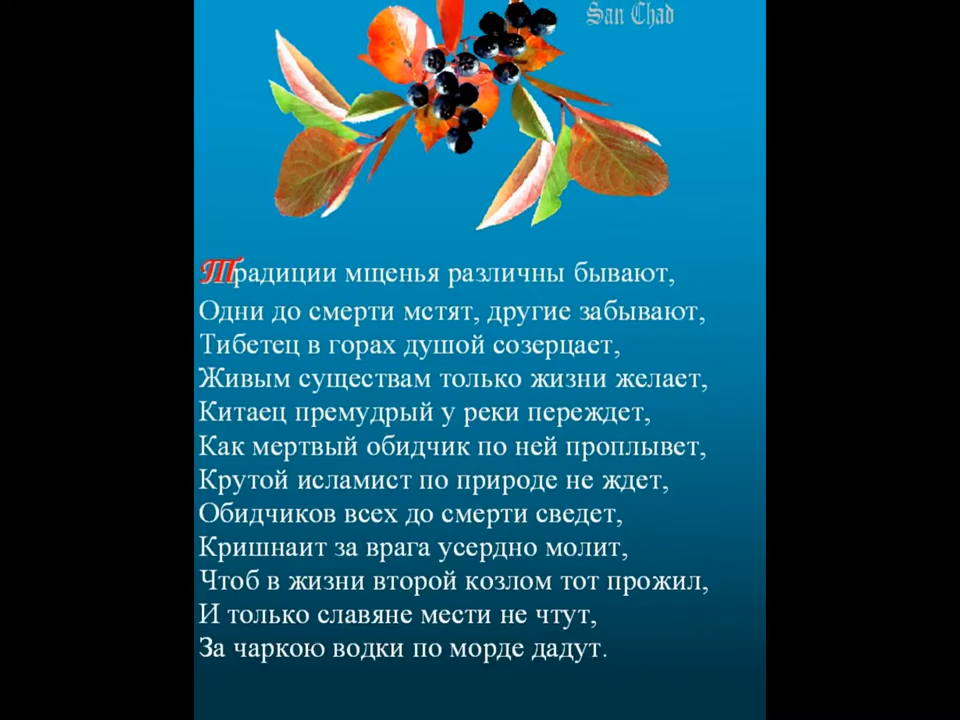 San Chad
Традиции мщенья различны бывают,
Одни до смерти мстят, другие забывают,
Тибетец в горах душой созерцает,
Живым существам только жизни желает,
Китаец премудрый у реки переждет,
Как мертвый обидчик по ней проплывет,
Крутой исламист по природе не ждет,
Обидчиков всех до смерти сведет,
Кришнаит за врага усердно молит,
Чтоб в жизни второй козлом тот прожил,
И только славяне мести не чтут,
За чаркою водки по морде дадут.